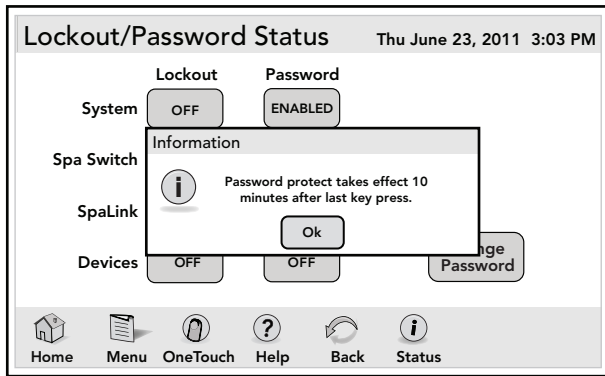 Lockout/Password Status Thu June 23, 2011 3:03 PM
Lockout Password
System OFF ENABLED
Information
Spa Switch
Password protect takes effect 10
minutes after last key press.
SpaLink
Ok
Devices OFF OFF
nge
Password
Home Menu OneTouch Help Back Status